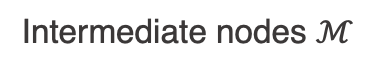 Intermediate nodes ℳ